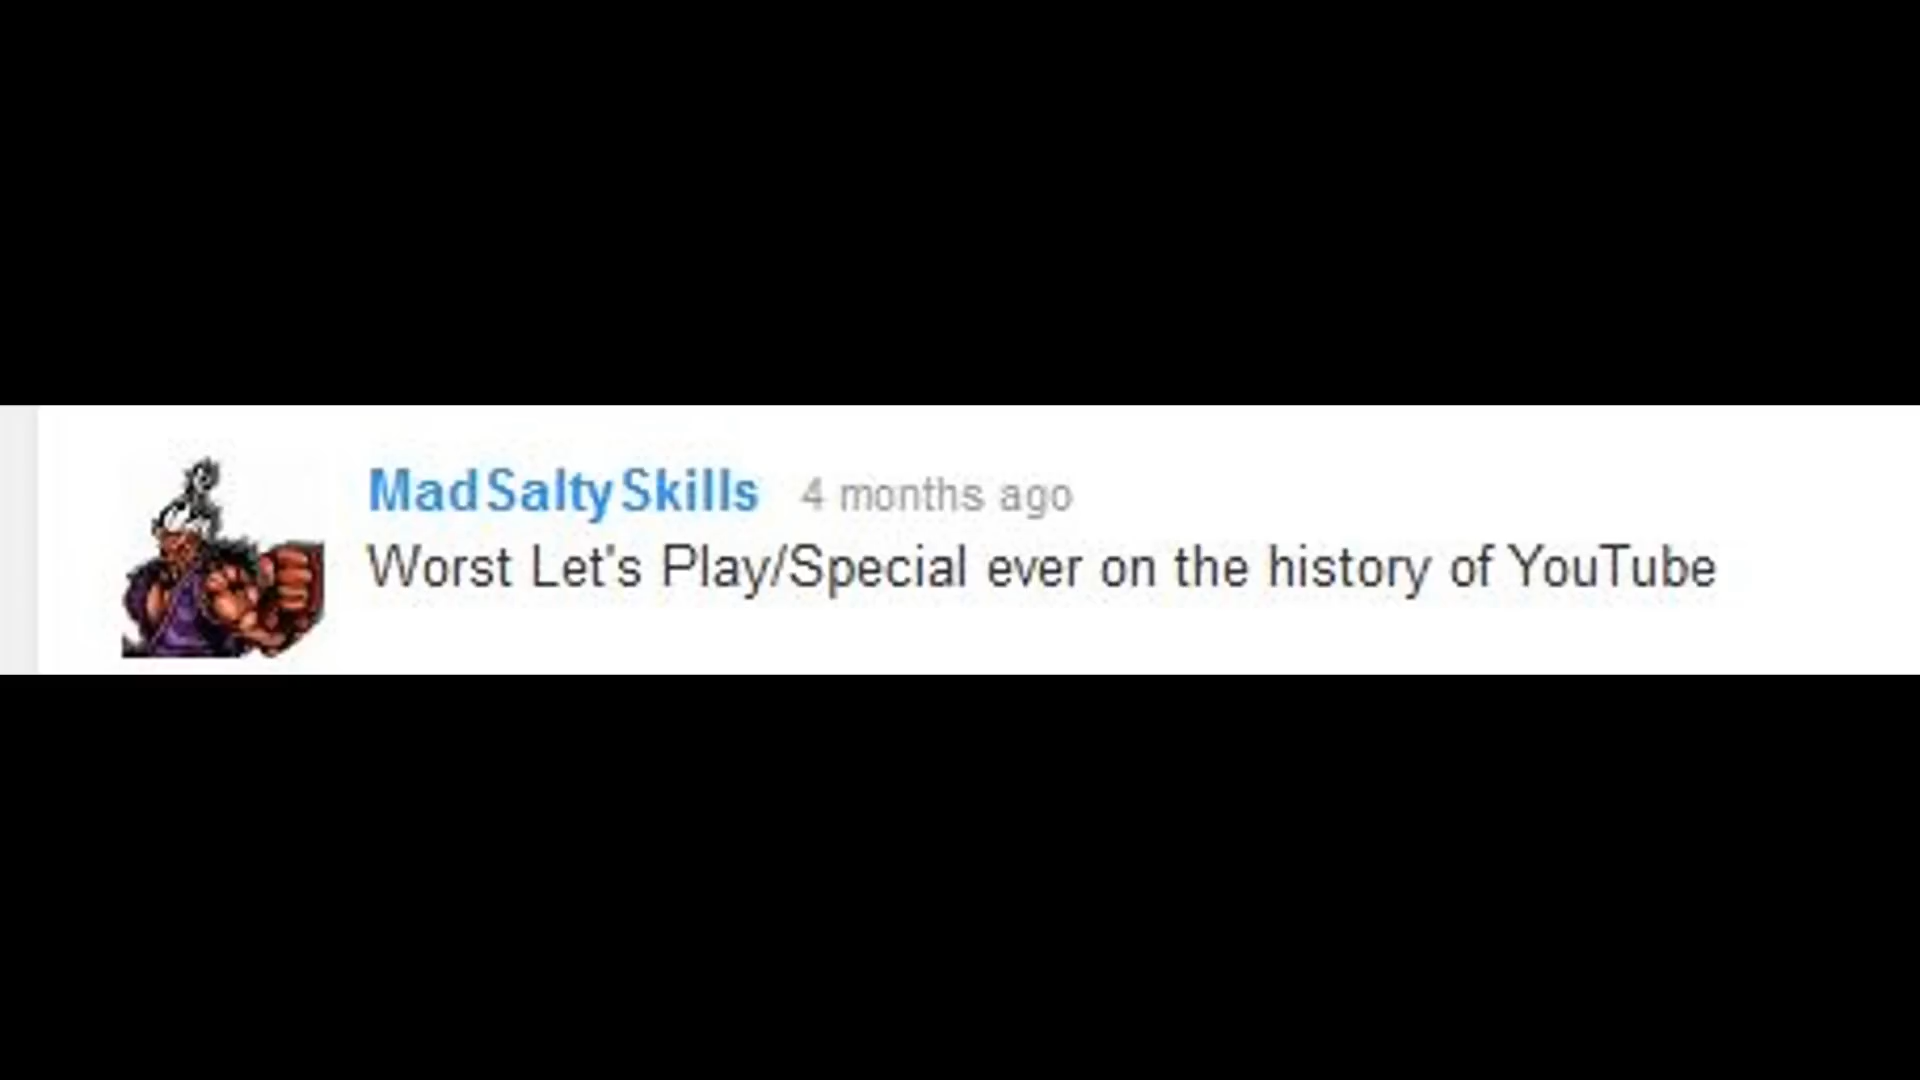 MadSaltySkills 4 months ago
Worst Let's Play/Special ever on the history of YouTube